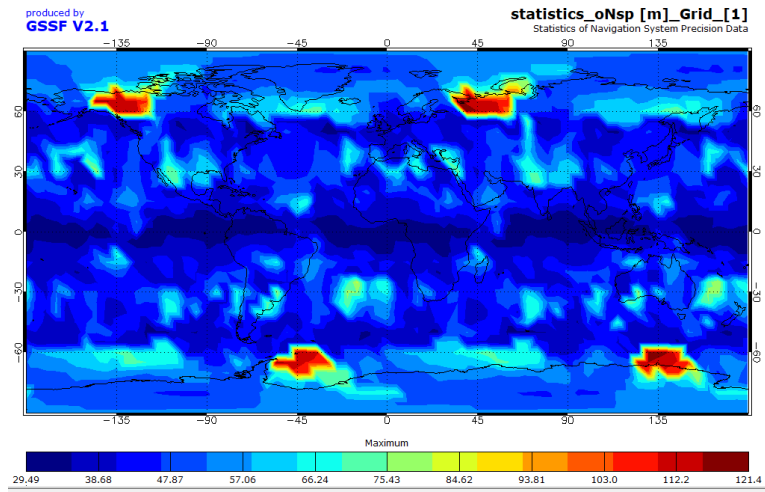 produced by
GSSF V2.1
statistics_oNsp [m]_Grid_[1]
Statistics of Navigation System Precision Data
-135 -90 -45 0 45 90 135
60 60
30 30
0 0
-30 -30
-60 -60
-135 -90 -45 0 45 90 135
Maximum
29.49 38.68 47.87 57.06 66.24 75.43 84.62 93.81 103.0 112.2 121.4